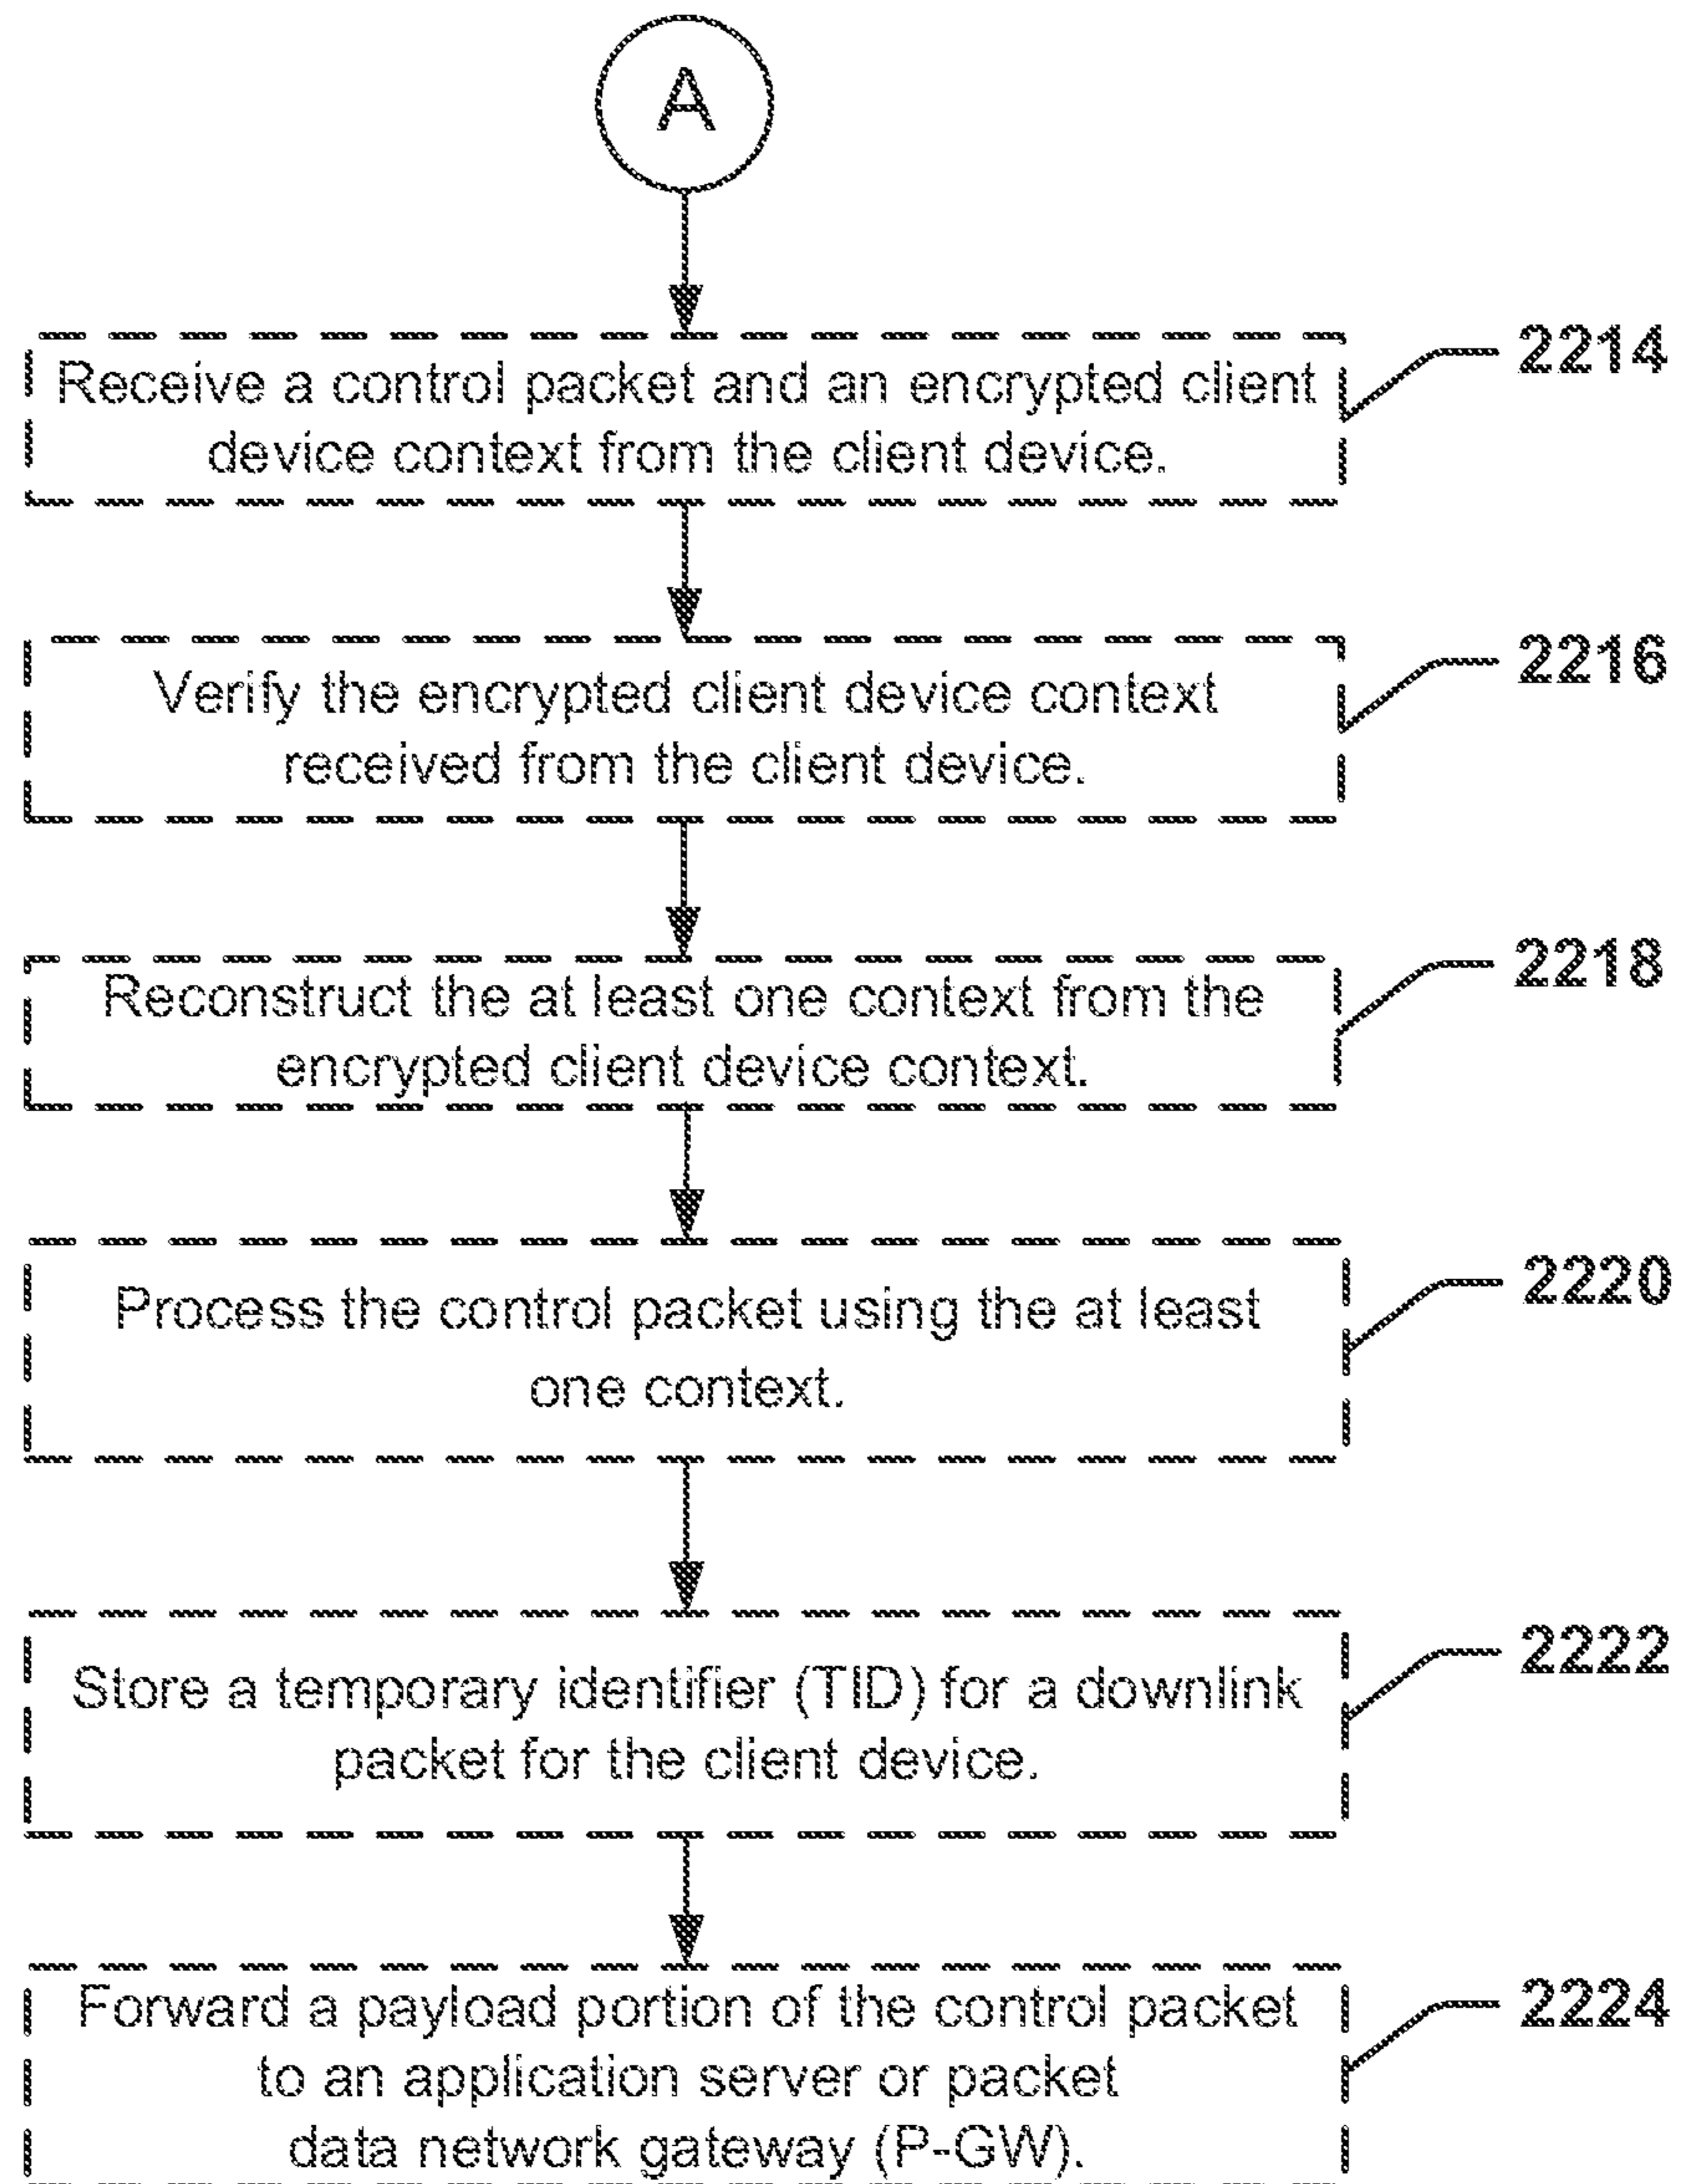 A
Receive a control packet and an encrypted client
device context from the client device.
2214
Verify the encrypted client device context
received from the client device.
2216
Reconstruct the at least one context from the
encrypted client device context.
2218
Process the control packet using the at least
one context.
2220
Store a temporary identifier (TID) for a downlink
packet for the client device.
2222
Forward a payload portion of the control packet
to an application server or packet
data network gateway (P-GW).
2224